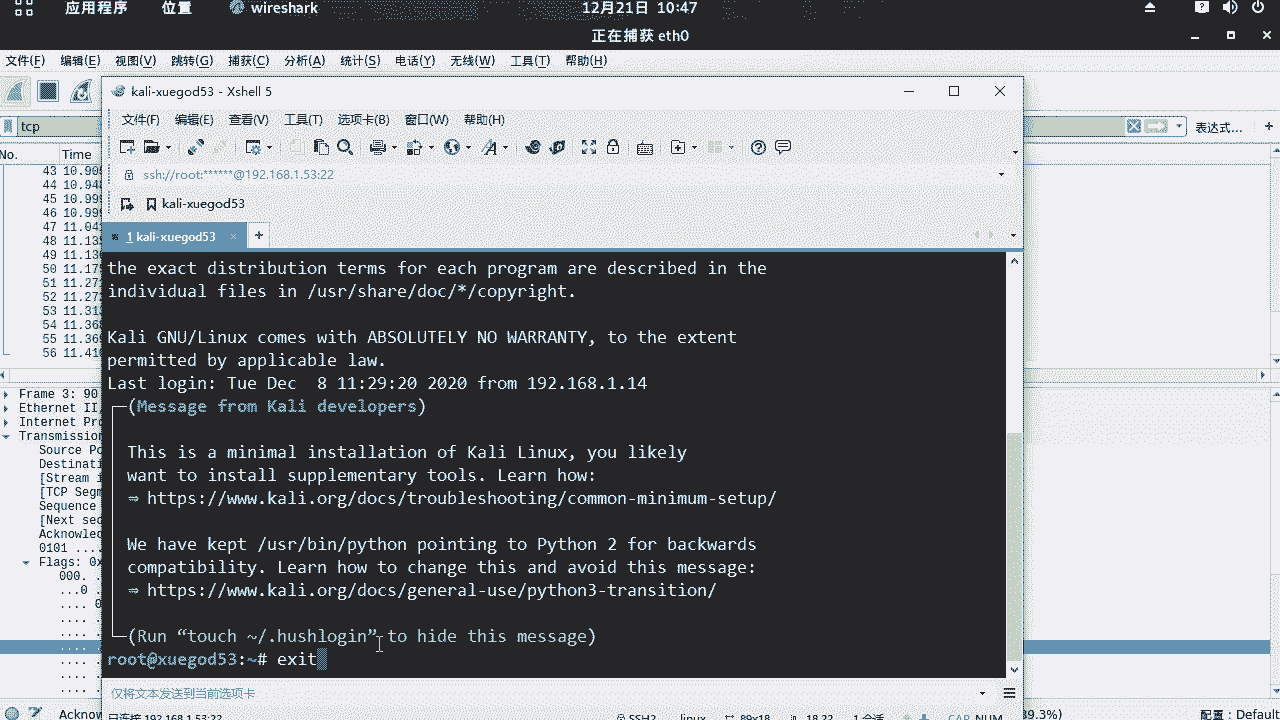 应用程序 位置 wireshark 12月21日 10:47
正在捕获 eth0
文件(F) 编辑(E) 视图(V) 跳转(G) 捕获(C) 分析(A) 统计(S) 电话(Y) 无线(W) 工具(T) 帮助(H)
kali-xuegod53 - Xshell 5
文件(F) 编辑(E) 查看(V) 工具(T) 选项卡(B) 窗口(W) 帮助(H)
tcp
表达式…
ssh://root:******@192.168.1.53:22
kali-xuegod53
1 kali-xuegod53
No. Time
43 10.909
44 10.948
45 10.999
46 10.999
47 11.04
48 11.135
49 11.136
50 11.175
51 11.27
52 11.27
53 11.313
54 11.368
55 11.369
56 11.410
Frame 3: 90
Ethernet II,
Internet Pro
Transmission
Source Po
Destinati
[Stream i
[TCP Segm
Sequence
[Next seq
Acknowled
0101 ....
Flags: 0x
000. .
...0 .
.... 0
the exact distribution terms for each program are described in the
individual files in /usr/share/doc/*/copyright.
Kali GNU/Linux comes with ABSOLUTELY NO WARRANTY, to the extent
permitted by applicable law.
Last login: Tue Dec  8 11:29:20 2020 from 192.168.1.14
(Message from Kali developers)
This is a minimal installation of Kali Linux, you likely
want to install supplementary tools. Learn how:
⇒ https://www.kali.org/docs/troubleshooting/common-minimum-setup/
We have kept /usr/bin/python pointing to Python 2 for backwards
compatibility. Learn how to change this and avoid this message:
⇒ https://www.kali.org/docs/general-use/python3-transition/
(Run “touch ~/.hushlogin” to hide this message)
root@xuegod53:~# exit
仅将文本发送到当前选项卡
已连接 192.168.1.53:22 SSH2 linux 89x18 18,22 1 会话 CAP NUM
Acknow
39.3%)
配置：Default